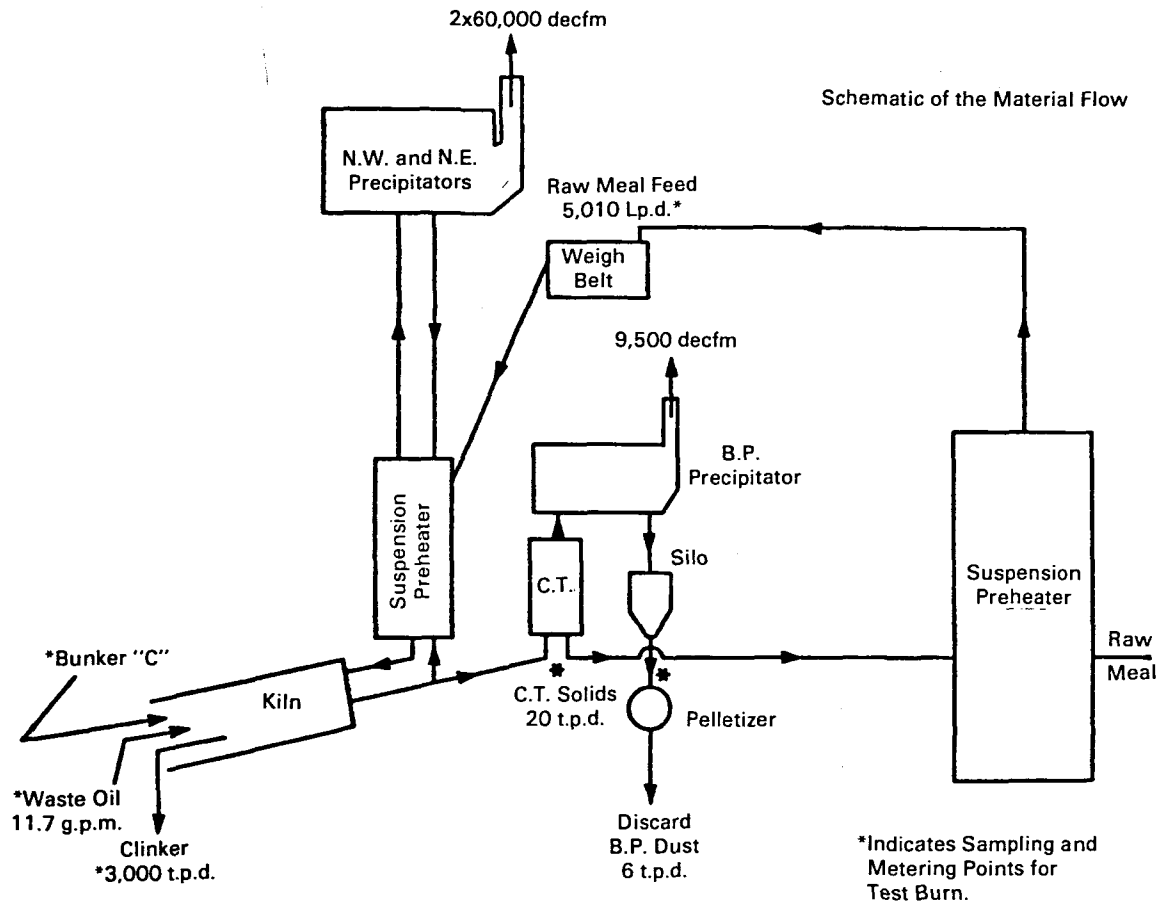 2x60,000 decfm
Schematic of the Material Flow
N.W. and N.E.
Precipitators
Raw Meal Feed
5,010 Lp.d.*
Weigh
Belt
9,500 decfm
B.P.
Precipitator
Suspension
Preheater
C.T.
Silo
Suspension
Preheater
Raw
Meal
*Bunker "C"
Kiln
*
*
C.T. Solids
20 t.p.d.
Pelletizer
*Waste Oil
11.7 g.p.m.
Clinker
*3,000 t.p.d.
Discard
B.P. Dust
6 t.p.d.
*Indicates Sampling and
Metering Points for
Test Burn.